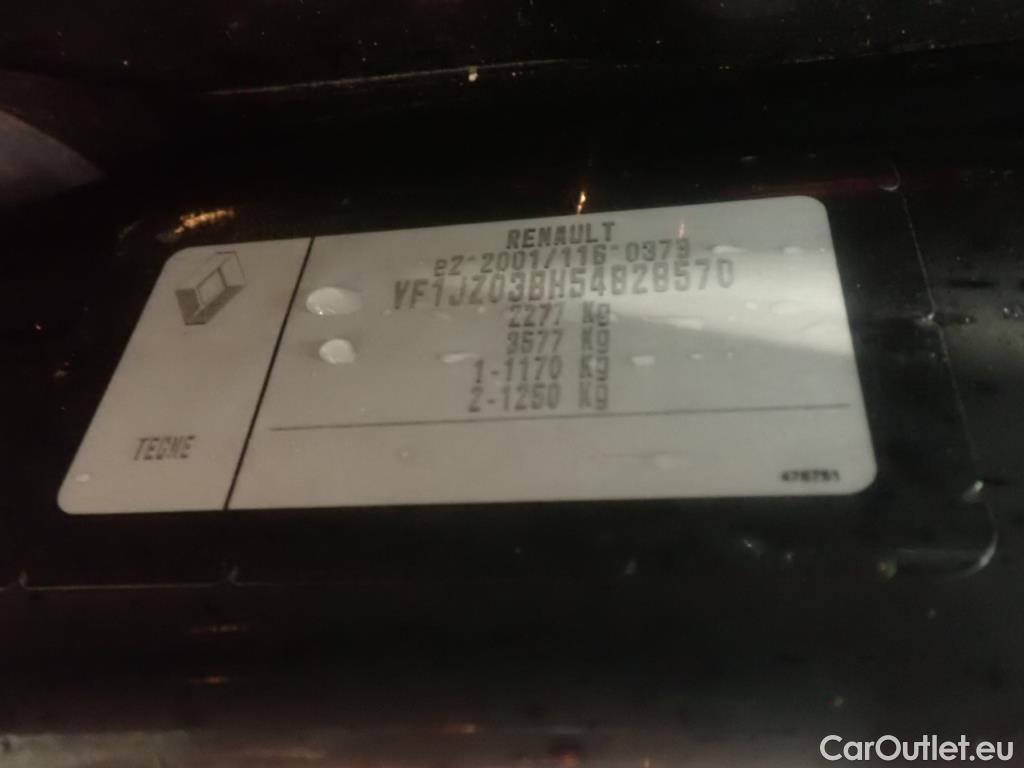 RENAULT
e2*2001/116*0379
VF1JZ03BH54828570
2277 Kg
3577 Kg
1-1170 Kg
2-1250 Kg
TEGNE
476751
CarOutlet.eu